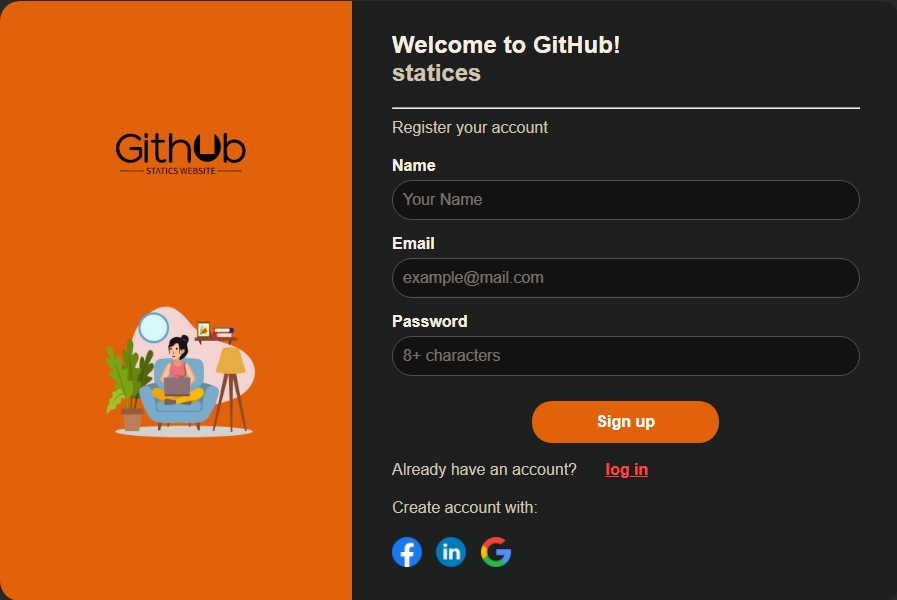 GithUb
STATICS WEBSITE
Welcome to GitHub!
statices
Register your account
Name
Your Name
Email
example@mail.com
Password
8+ characters
Sign up
Already have an account? log in
Create account with:
in